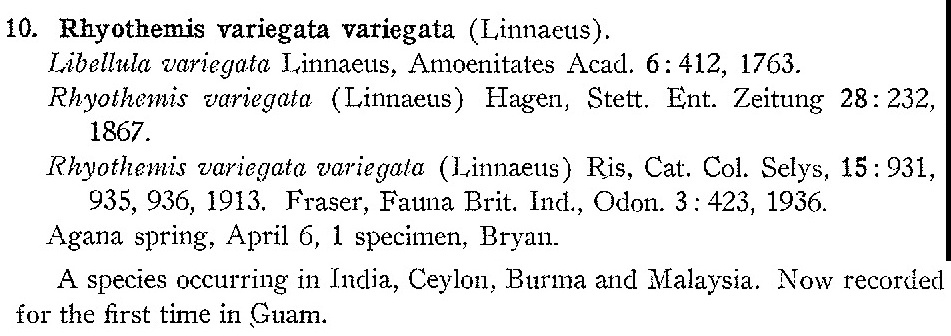 10. Rhyothemis variegata variegata (Linnaeus).
Libellula variegata Linnaeus, Amoenitates Acad. 6: 412, 1763.
Rhyothemis variegata (Linnaeus) Hagen, Stett. Ent. Zeitung 28: 232,
1867.
Rhyothemis variegata variegata (Linnaeus) Ris, Cat. Col. Selys, 15: 931,
935, 936, 1913. Fraser, Fauna Brit. Ind., Odon. 3: 423, 1936.
Agana spring, April 6, 1 specimen, Bryan.
A species occurring in India, Ceylon, Burma and Malaysia. Now recorded
for the first time in Guam.